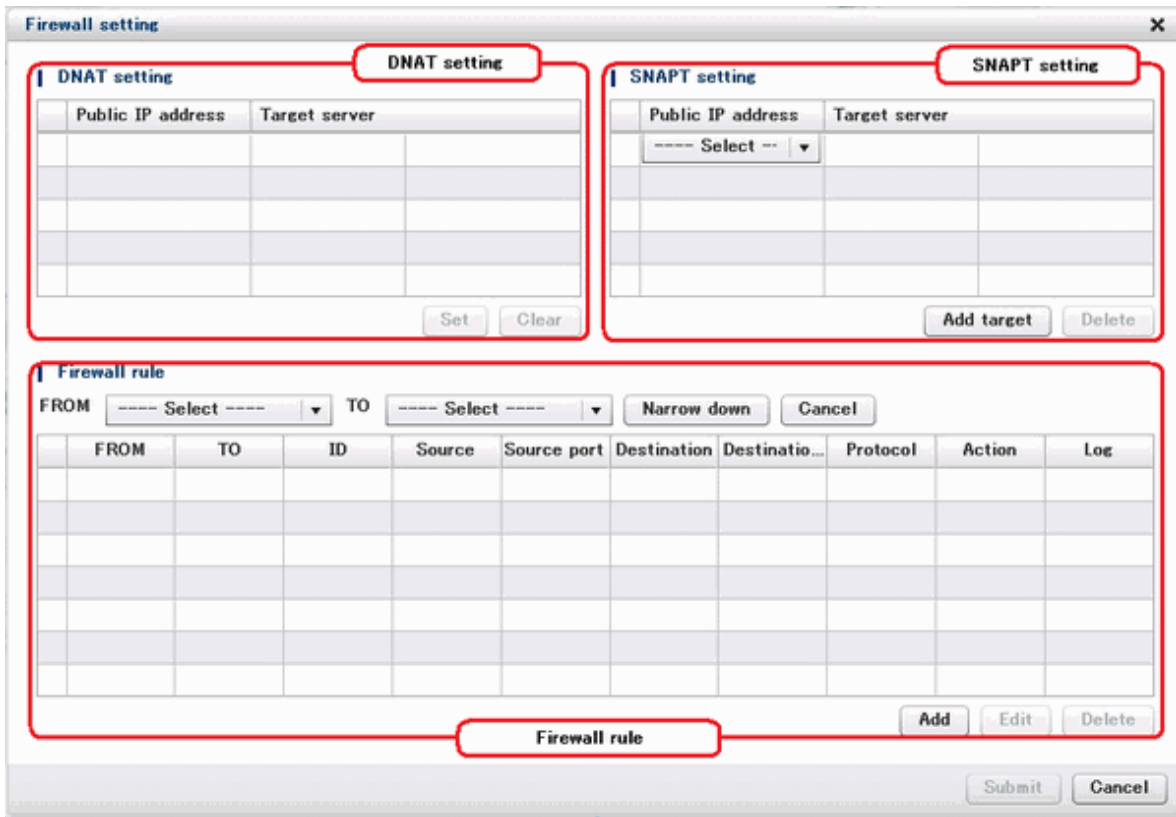 Firewall setting
DNAT setting
DNAT setting
Public IP address Target server
Set Clear
SNAPT setting
SNAPT setting
Public IP address Target server
---- Select --
Add target Delete
Firewall rule
FROM ---- Select ---- TO ---- Select ---- Narrow down Cancel
FROM TO ID Source Source port Destination Destinatio... Protocol Action Log
Add Edit Delete
Firewall rule
Submit Cancel